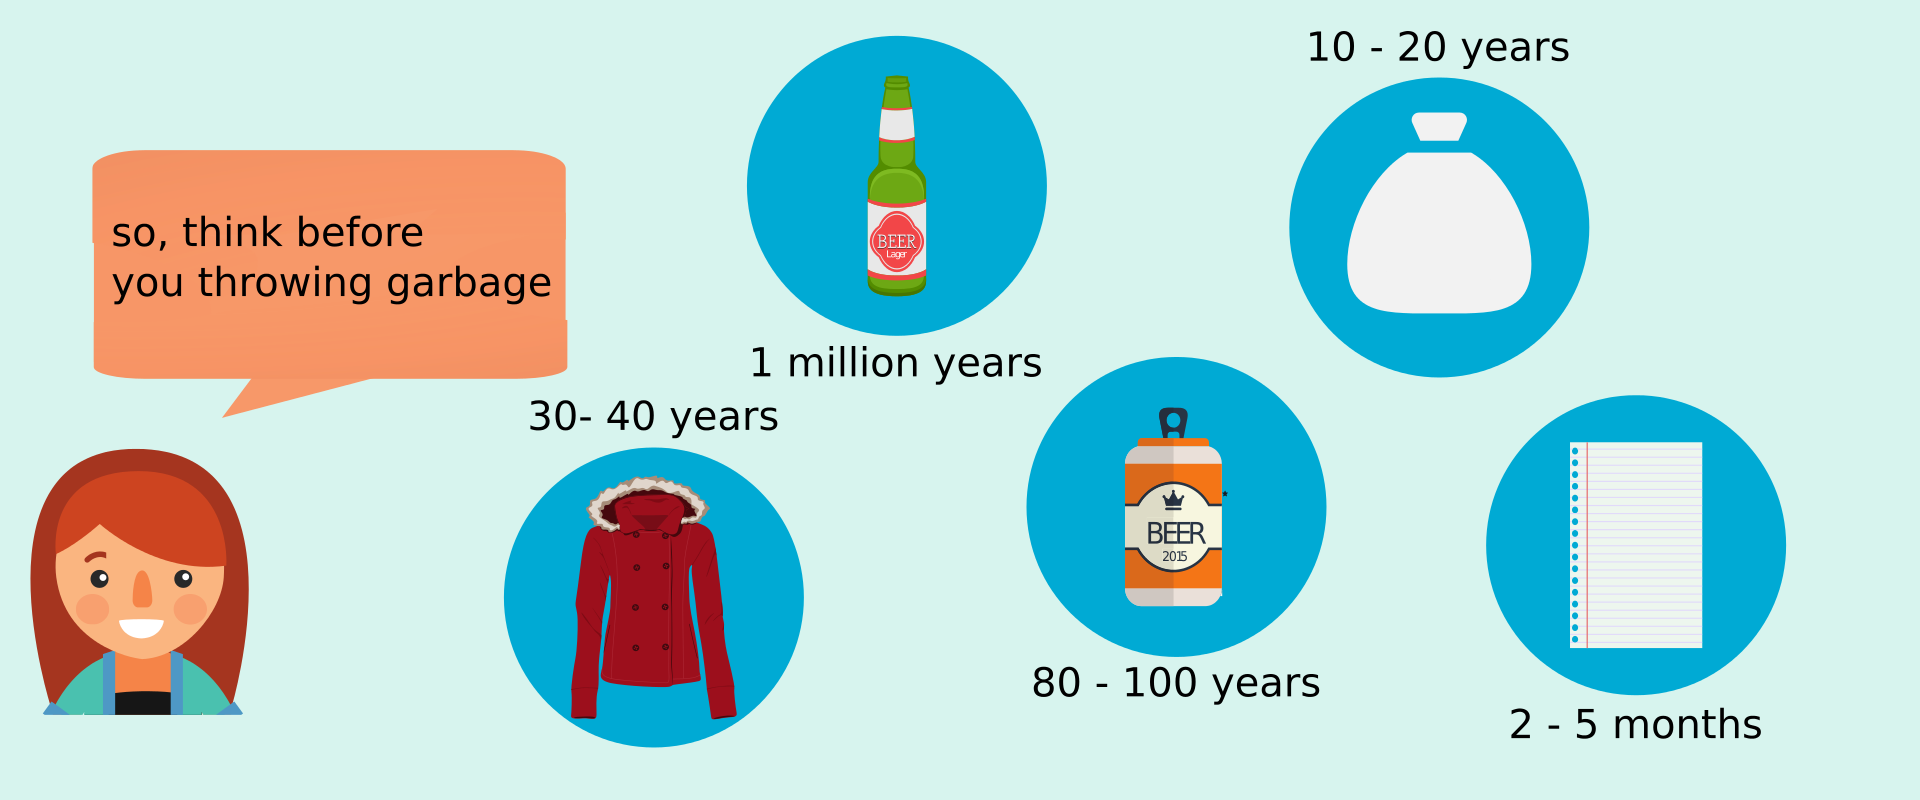 so, think before
you throwing garbage
BEER
Lager
1 million years
10 - 20 years
30- 40 years
BEER
2015
80 - 100 years
2 - 5 months